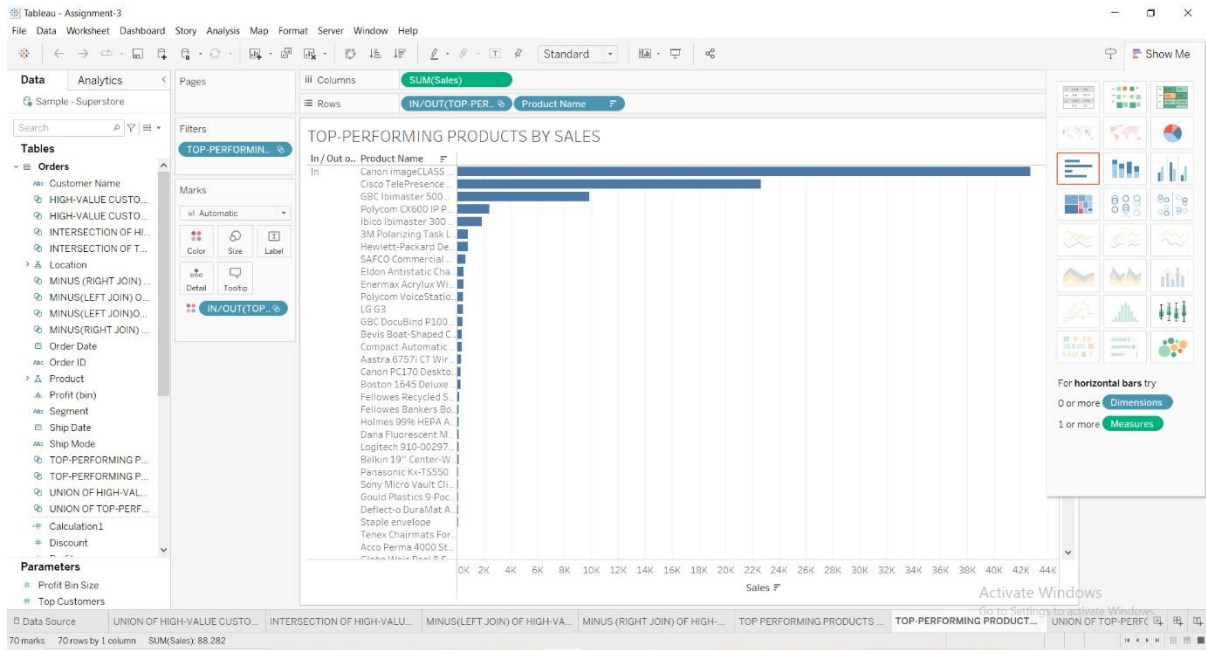 Tableau - Assignment-3
File Data Worksheet Dashboard Story Analysis Map Format Server Window Help
Standard
Show Me
Data Analytics
Sample - Superstore
Search
Tables
Orders
Abc Customer Name
HIGH-VALUE CUSTO...
HIGH-VALUE CUSTO...
INTERSECTION OF HI...
INTERSECTION OF T...
Location
MINUS (RIGHT JOIN) ...
MINUS(LEFT JOIN) O...
MINUS(LEFT JOIN)O...
MINUS(RIGHT JOIN) ...
Order Date
Abc Order ID
Product
Profit (bin)
Abc Segment
Ship Date
Abc Ship Mode
TOP-PERFORMING P...
TOP-PERFORMING P...
UNION OF HIGH-VAL...
UNION OF TOP-PERF...
Calculation1
Discount
Parameters
Profit Bin Size
Top Customers
Pages
Filters
TOP-PERFORMIN..
Marks
Automatic
Color Size Label
Detail Tooltip
IN/OUT(TOP..
Columns SUM(Sales)
Rows IN/OUT(TOP-PER.. Product Name
TOP-PERFORMING PRODUCTS BY SALES
In / Out o.. Product Name
In Canon imageCLASS ..
Cisco TelePresence ..
GBC Ibimaster 500 ..
Polycom CX600 IP P..
Ibico Ibimaster 300 ..
3M Polarizing Task L..
Hewlett-Packard De..
SAFCO Commercial ..
Eldon Antistatic Cha..
Enermax Acrylux Wi..
Polycom VoiceStatio..
LG G3
GBC DocuBind P100 ..
Bevis Boat-Shaped C..
Compact Automatic ..
Aastra 6757i CT Wir..
Canon PC170 Deskto..
Boston 1645 Deluxe ..
Fellowes Recycled S..
Fellowes Bankers Bo..
Holmes 99% HEPA A..
Dana Fluorescent M..
Logitech 910-00297..
Belkin 19" Center-W..
Panasonic Kx-TS550
Sony Micro Vault Cli..
Gould Plastics 9-Poc..
Deflect-o DuraMat A..
Staple envelope
Tenex Chairmats For..
Acco Perma 4000 St..
0K 2K 4K 6K 8K 10K 12K 14K 16K 18K 20K 22K 24K 26K 28K 30K 32K 34K 36K 38K 40K 42K 44K
Sales
For horizontal bars try
0 or more Dimensions
1 or more Measures
Activate Windows
Go to Settings to activate Windows.
Data Source UNION OF HIGH-VALUE CUSTO... INTERSECTION OF HIGH-VALU... MINUS(LEFT JOIN) OF HIGH-VA... MINUS (RIGHT JOIN) OF HIGH-... TOP PERFORMING PRODUCTS ... TOP-PERFORMING PRODUCT... UNION OF TOP-PERFO
70 marks 70 rows by 1 column SUM(Sales): 88,282